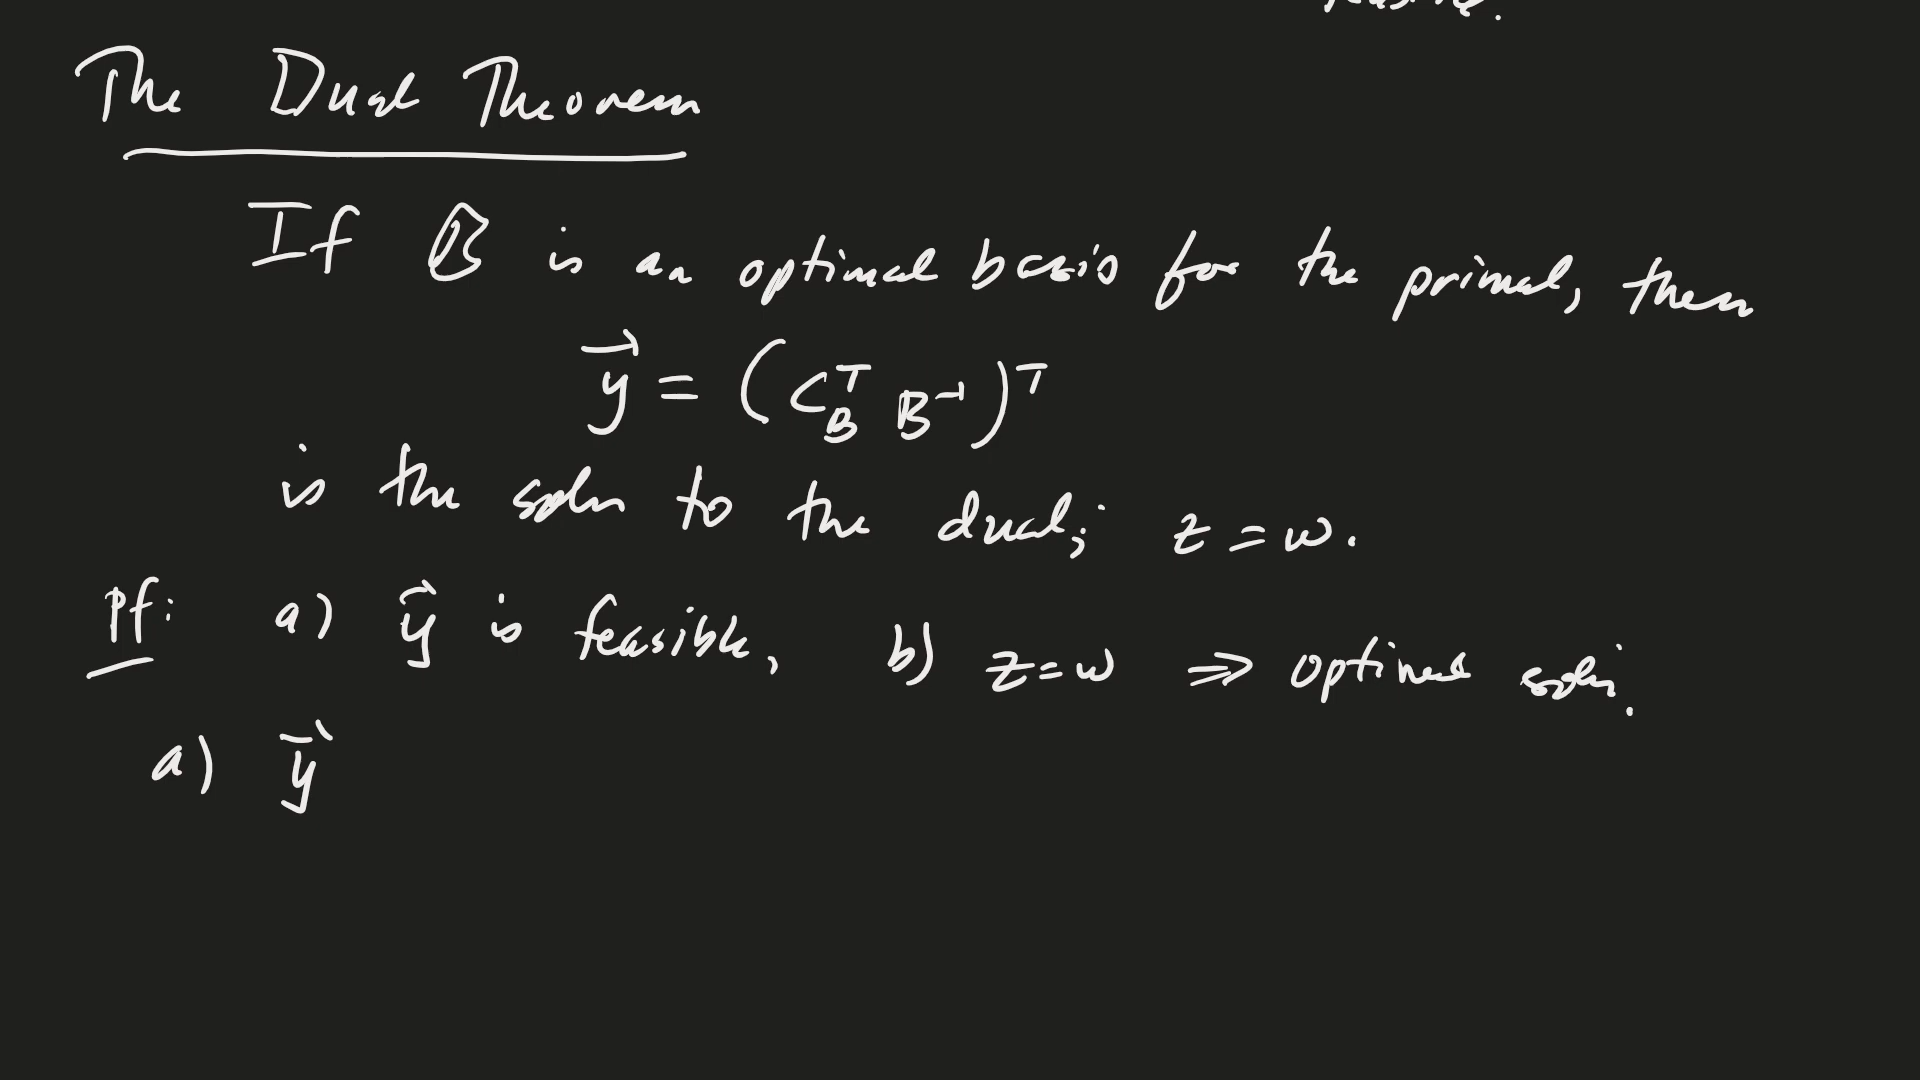 The Dual Theorem
If B is an optimal basis for the primal, then
y⃗ = (C_B^T B^-1)^T
is the soln to the dual; z = w.
Pf: a) y⃗ is feasible, b) z=w ⇒ optimal soln.
a) y⃗